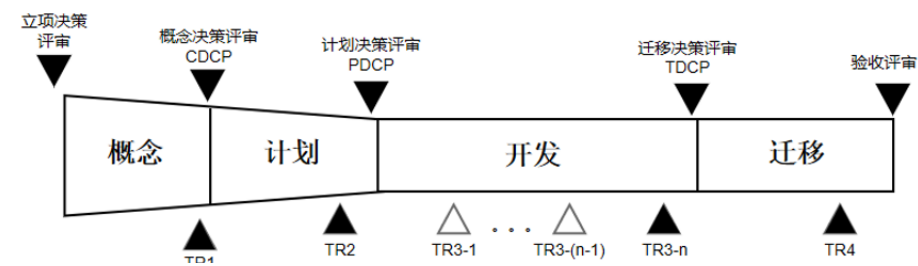 立项决策
评审
概念决策评审
CDCP
计划决策评审
PDCP
迁移决策评审
TDCP
验收评审
概念
计划
开发
迁移
TR1
TR2
TR3-1
。。。
TR3-(n-1)
TR3-n
TR4